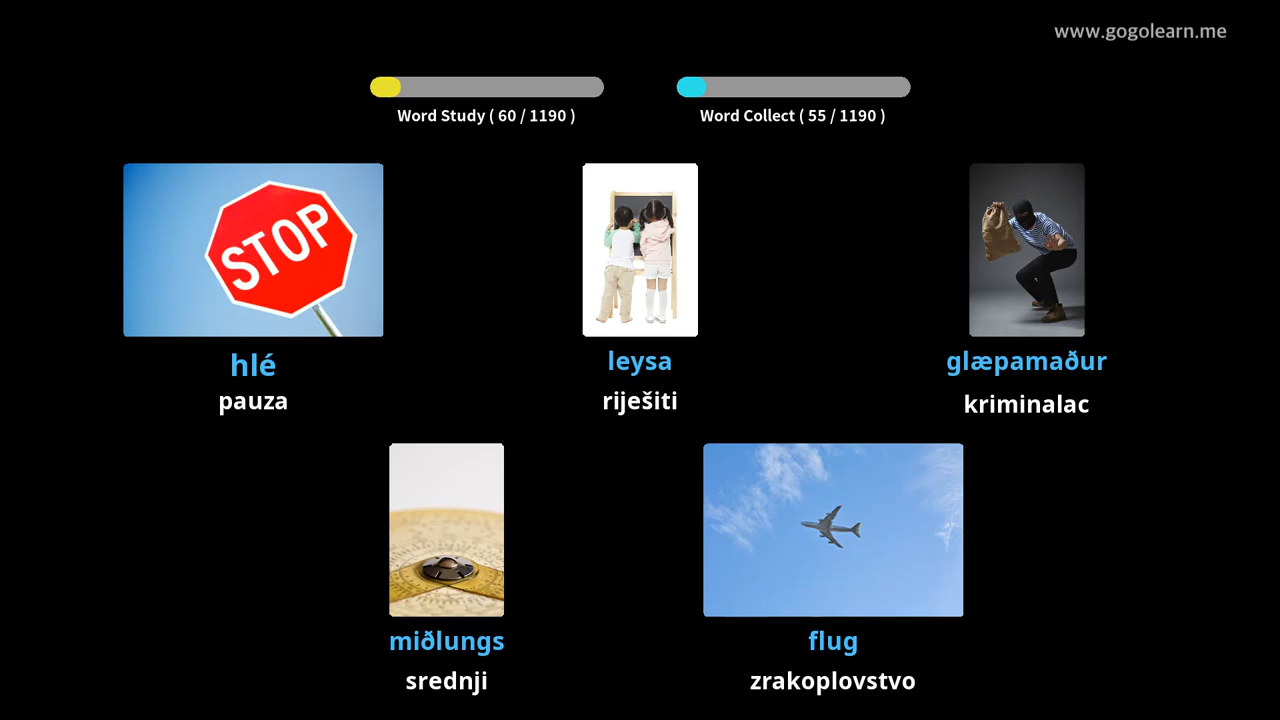 www.gogolearn.me
Word Study ( 60 / 1190 )
Word Collect ( 55 / 1190 )
STOP
hlé
leysa
glæpamaður
pauza
riješiti
kriminalac
miðlungs
flug
srednji
zrakoplovstvo